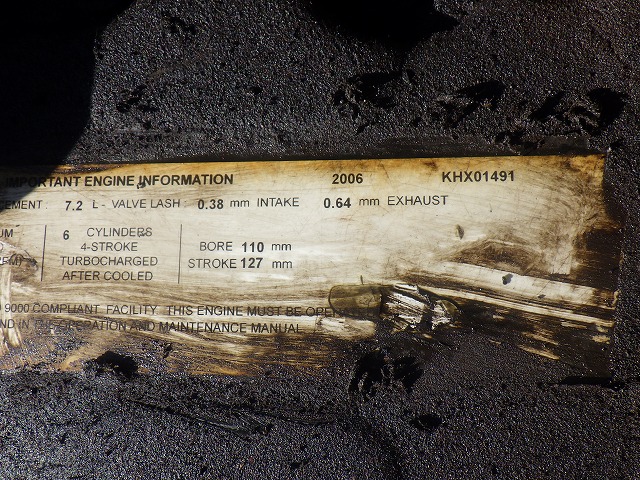 IMPORTANT ENGINE INFORMATION 2006 KHX01491
EMENT: 7.2 L - VALVE LASH: 0.38 mm INTAKE 0.64 mm EXHAUST
UM 6 CYLINDERS
4-STROKE BORE 110 mm
TURBOCHARGED STROKE 127 mm
AFTER COOLED
9000 COMPLIANT FACILITY THIS ENGINE MUST BE
IN THE OPERATION AND MAINTENANCE MANUAL